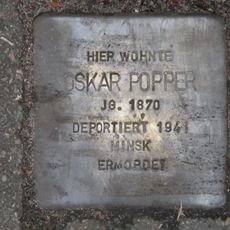 HIER WOHNTE
OSKAR POPPER
JG. 1870
DEPORTIERT 1941
MINSK
ERMORDET